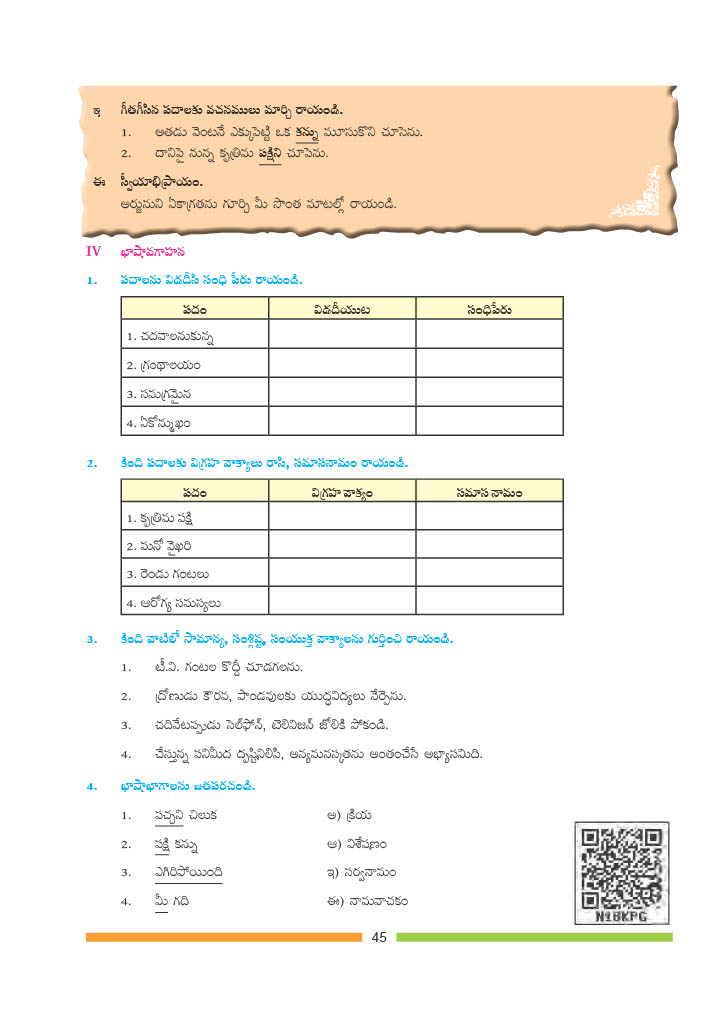 ఇ గీతగీసిన పదాలకు వచనములు మార్చి రాయండి.
1. అతడు వెంటనే ఎక్కుపెట్టి ఒక కన్ను మూసుకొని చూసెను.
2. దానిపై నున్న కృత్రిమ పక్షిని చూపెను.
ఈ స్వీయాభిప్రాయం.
అర్జునుని ఏకాగ్రతను గూర్చి మీ సొంత మాటల్లో రాయండి.
IV భాషావగాహన
1. పదాలను విడదీసి సంధి పేరు రాయండి.
పదం విడదీయుట సంధిపేరు
1. చదవాలనుకున్న
2. గ్రంథాలయం
3. సమగ్రమైన
4. ఏకోన్ముఖం
2. కింది పదాలకు విగ్రహ వాక్యాలు రాసి, సమాసనామం రాయండి.
పదం విగ్రహ వాక్యం సమాస నామం
1. కృత్రిమ పక్షి
2. మనో వైఖరి
3. రెండు గంటలు
4. ఆరోగ్య సమస్యలు
3. కింది వాటిలో సామాన్య, సంశ్లిష్ట, సంయుక్త వాక్యాలను గుర్తించి రాయండి.
1. టీ.వి. గంటల కొద్దీ చూడగలను.
2. ద్రోణుడు కౌరవ, పాండవులకు యుద్ధవిద్యలు నేర్పెను.
3. చదివేటప్పుడు సెల్‌ఫోన్, టెలివిజన్ జోలికి పోకండి.
4. చేస్తున్న పనిమీద దృష్టినిలిపి, అన్యమనస్కతను అంతంచేసే అభ్యాసమిది.
4. భాషాభాగాలను జతపరచండి.
1. పచ్చని చిలుక అ) క్రియ
2. పక్షి కన్ను ఆ) విశేషణం
3. ఎగిరిపోయింది ఇ) సర్వనామం
4. మీ గది ఈ) నామవాచకం
N1BKPG
45